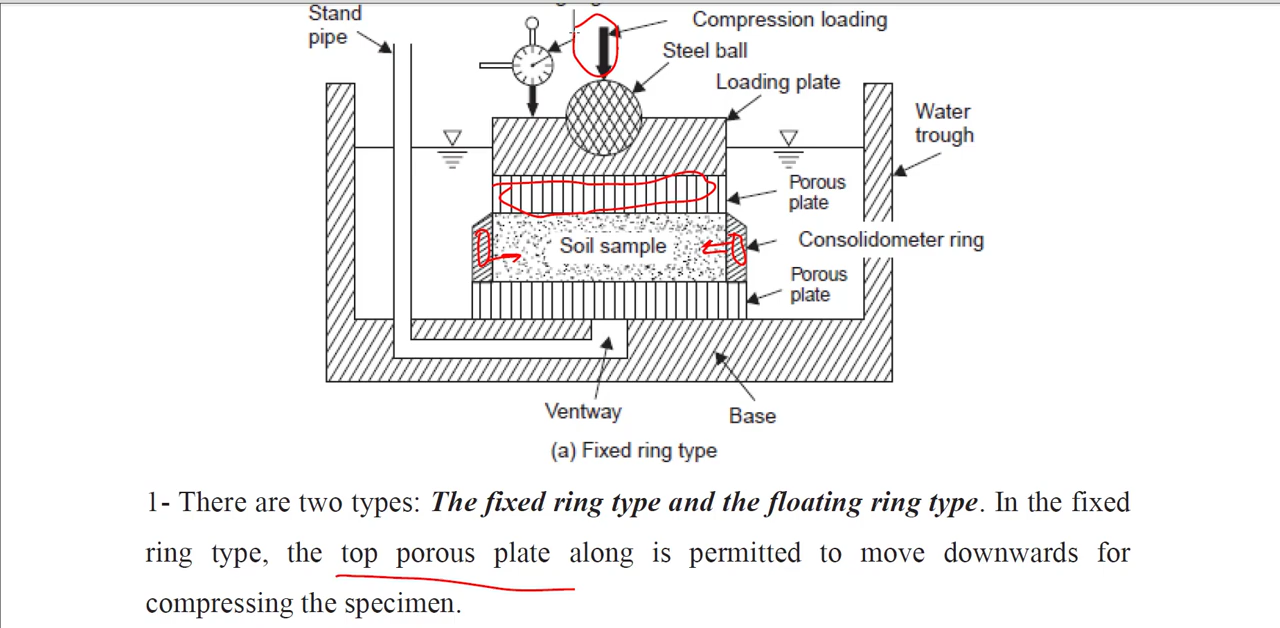 Stand
pipe
Compression loading
Steel ball
Loading plate
Water
trough
Porous
plate
Soil sample
Consolidometer ring
Porous
plate
Ventway
Base
(a) Fixed ring type
1- There are two types: The fixed ring type and the floating ring type. In the fixed
ring type, the top porous plate along is permitted to move downwards for
compressing the specimen.